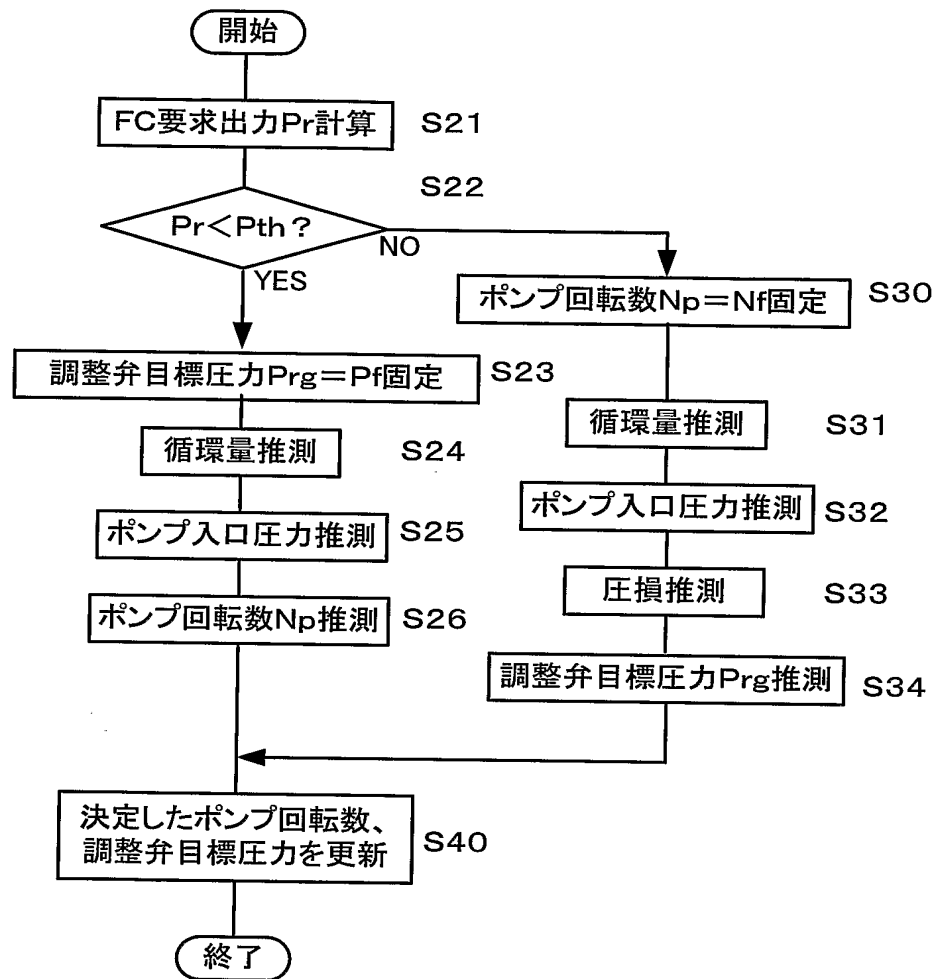 開始
FC要求出力Pr計算
S21
S22
Pr<Pth?
NO
YES
調整弁目標圧力Prg=Pf固定
S23
循環量推測
S24
ポンプ入口圧力推測
S25
ポンプ回転数Np推測
S26
ポンプ回転数Np=Nf固定
S30
循環量推測
S31
ポンプ入口圧力推測
S32
圧損推測
S33
調整弁目標圧力Prg推測
S34
決定したポンプ回転数、
調整弁目標圧力を更新
S40
終了